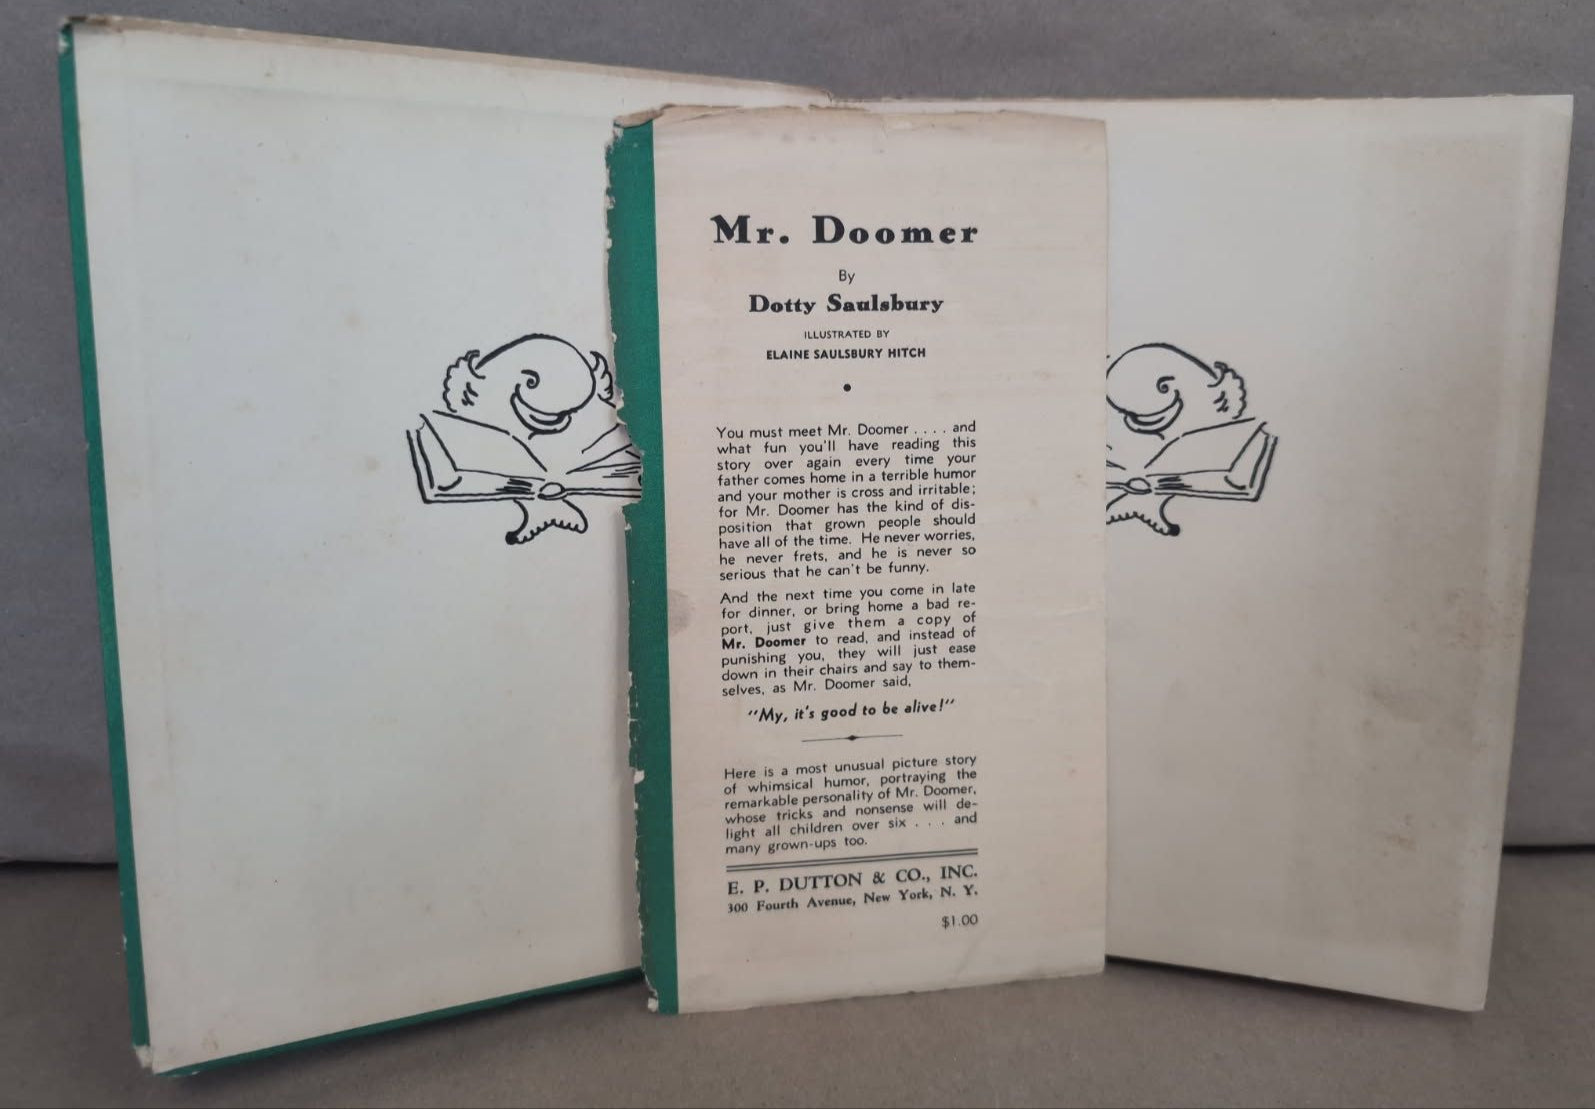 Mr. Doomer
By
Dotty Saulsbury
ILLUSTRATED BY
ELAINE SAULSBURY HITCH
•
You must meet Mr. Doomer . . . . and
what fun you'll have reading this
story over again every time your
father comes home in a terrible humor
and your mother is cross and irritable;
for Mr. Doomer has the kind of dis-
position that grown people should
have all of the time. He never worries,
he never frets, and he is never so
serious that he can't be funny.
And the next time you come in late
for dinner, or bring home a bad re-
port, just give them a copy of
Mr. Doomer to read, and instead of
punishing you, they will just ease
down in their chairs and say to them-
selves, as Mr. Doomer said,
"My, it's good to be alive!"
Here is a most unusual picture story
of whimsical humor, portraying the
remarkable personality of Mr. Doomer,
whose tricks and nonsense will de-
light all children over six . . . and
many grown-ups too.
E. P. DUTTON & CO., INC.
300 Fourth Avenue, New York, N. Y.
$1.00